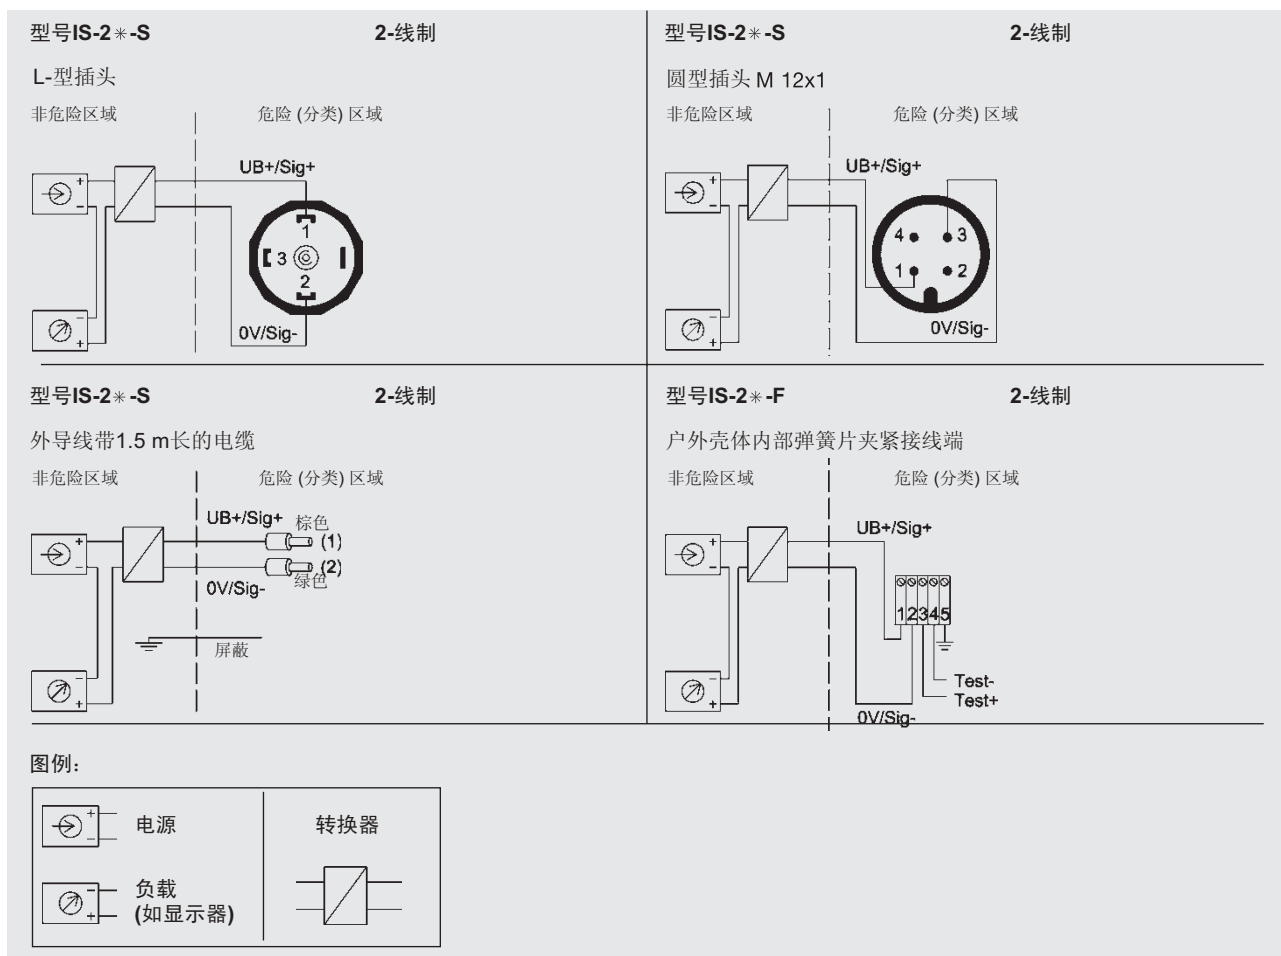 型号IS-2✳-S 2-线制
L-型插头
非危险区域 危险 (分类) 区域
UB+/Sig+
+
-
1
3
2
-
+
0V/Sig-
型号IS-2✳-S 2-线制
圆型插头 M 12x1
非危险区域 危险 (分类) 区域
UB+/Sig+
+
-
4 3
1 2
-
+
0V/Sig-
型号IS-2✳-S 2-线制
外导线带1.5 m长的电缆
非危险区域 危险 (分类) 区域
UB+/Sig+ 棕色
+
(1)
-
(2)
0V/Sig- 绿色
屏蔽
-
+
型号IS-2✳-F 2-线制
户外壳体内部弹簧片夹紧接线端
非危险区域 危险 (分类) 区域
UB+/Sig+
+
-
12345
Test-
Test+
-
+
0V/Sig-
图例：
+
-
电源
转换器
-
+
负载
(如显示器)